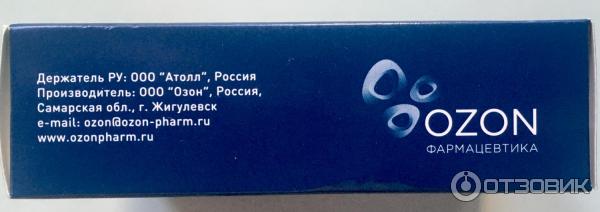 Держатель РУ: ООО "Атолл", Россия
Производитель: ООО "Озон", Россия,
Самарская обл., г. Жигулевск
e-mail: ozon@ozon-pharm.ru
www.ozonpharm.ru
OZON
ФАРМАЦЕВТИКА
ОТЗОВИК